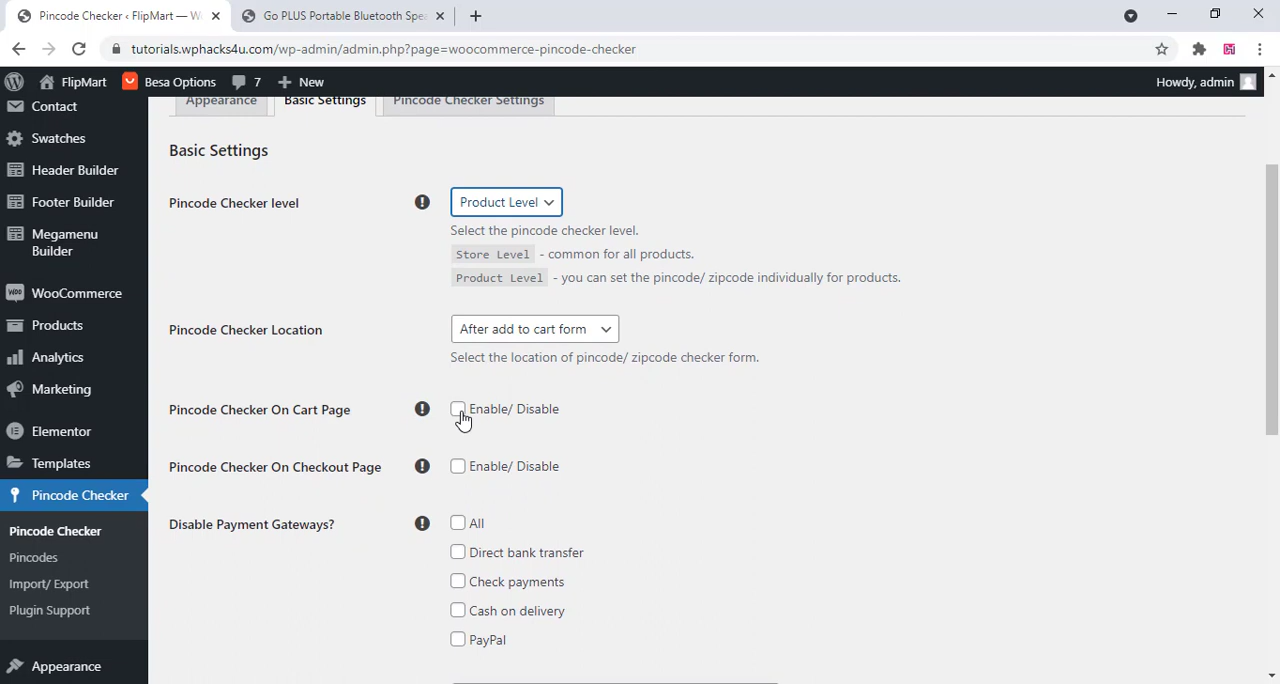 Pincode Checker ‹ FlipMart — W
Go PLUS Portable Bluetooth Spea
tutorials.wphacks4u.com/wp-admin/admin.php?page=woocommerce-pincode-checker
FlipMart
Besa Options
7
New
Howdy, admin
Contact
Swatches
Header Builder
Footer Builder
Megamenu
Builder
WooCommerce
Products
Analytics
Marketing
Elementor
Templates
Pincode Checker
Pincode Checker
Pincodes
Import/ Export
Plugin Support
Appearance
Appearance
Basic Settings
Pincode Checker Settings
Basic Settings
Pincode Checker level
Product Level
Select the pincode checker level.
Store Level - common for all products.
Product Level - you can set the pincode/ zipcode individually for products.
Pincode Checker Location
After add to cart form
Select the location of pincode/ zipcode checker form.
Pincode Checker On Cart Page
Enable/ Disable
Pincode Checker On Checkout Page
Enable/ Disable
Disable Payment Gateways?
All
Direct bank transfer
Check payments
Cash on delivery
PayPal